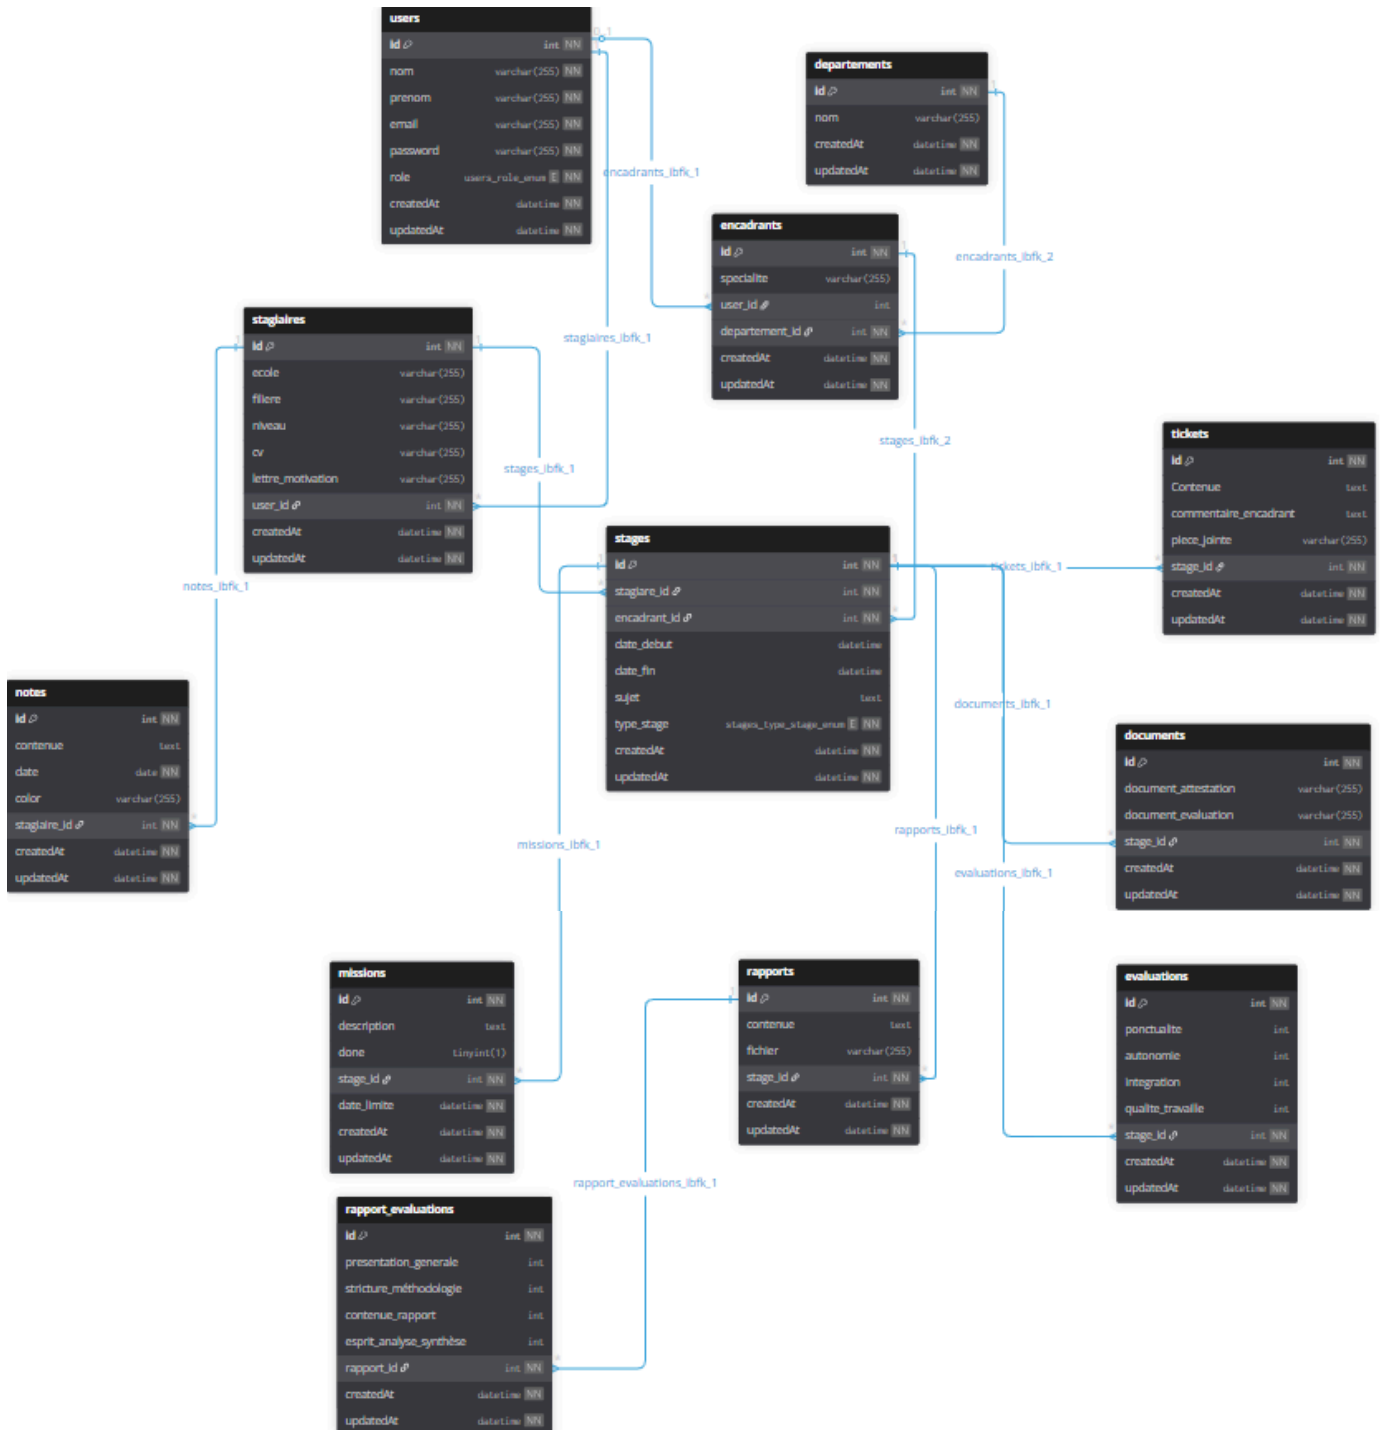 users
id int NN
nom varchar(255) NN
prenom varchar(255) NN
email varchar(255) NN
password varchar(255) NN
role users_role_enum E NN
createdAt datetime NN
updatedAt datetime NN
0..1
encadrants_ibfk_1
departements
id int NN
nom varchar(255)
createdAt datetime NN
updatedAt datetime NN
encadrants
id int NN
specialite varchar(255)
user_id int
departement_id int NN
createdAt datetime NN
updatedAt datetime NN
encadrants_ibfk_2
stagiaires
id int NN
ecole varchar(255)
filiere varchar(255)
niveau varchar(255)
cv varchar(255)
lettre_motivation varchar(255)
user_id int NN
createdAt datetime NN
updatedAt datetime NN
stagiaires_ibfk_1
stages_ibfk_1
stages_ibfk_2
notes_ibfk_1
tickets
id int NN
Contenue text
commentaire_encadrant text
piece_jointe varchar(255)
stage_id int NN
createdAt datetime NN
updatedAt datetime NN
stages
id int NN
stagiare_id int NN
encadrant_id int NN
date_debut datetime
date_fin datetime
sujet text
type_stage stages_type_stage_enum E NN
createdAt datetime NN
updatedAt datetime NN
tickets_ibfk_1
notes
id int NN
contenue text
date date NN
color varchar(255)
stagiaire_id int NN
createdAt datetime NN
updatedAt datetime NN
documents_ibfk_1
documents
id int NN
document_attestation varchar(255)
document_evaluation varchar(255)
stage_id int NN
createdAt datetime NN
updatedAt datetime NN
missions_ibfk_1
rapports_ibfk_1
evaluations_ibfk_1
missions
id int NN
description text
done tinyint(1)
stage_id int NN
date_limite datetime NN
createdAt datetime NN
updatedAt datetime NN
rapports
id int NN
contenue text
fichier varchar(255)
stage_id int NN
createdAt datetime NN
updatedAt datetime NN
evaluations
id int NN
ponctualite int
autonomie int
integration int
qualite_travaille int
stage_id int NN
createdAt datetime NN
updatedAt datetime NN
rapport_evaluations_ibfk_1
rapport_evaluations
id int NN
presentation_generale int
stricture_méthodologie int
contenue_rapport int
esprit_analyse_synthèse int
rapport_id int NN
createdAt datetime NN
updatedAt datetime NN